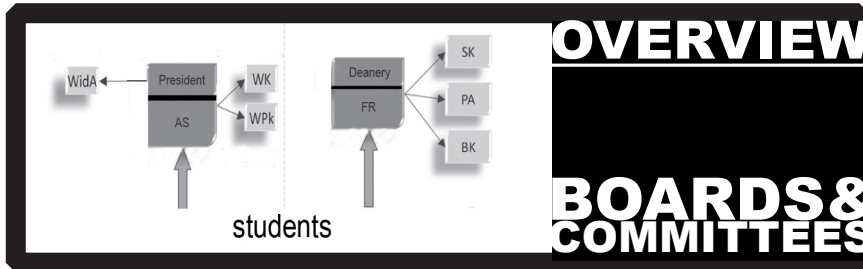 WidA
President
AS
WK
WPk
Deanery
FR
SK
PA
BK
students
OVERVIEW
BOARDS&
COMMITTEES